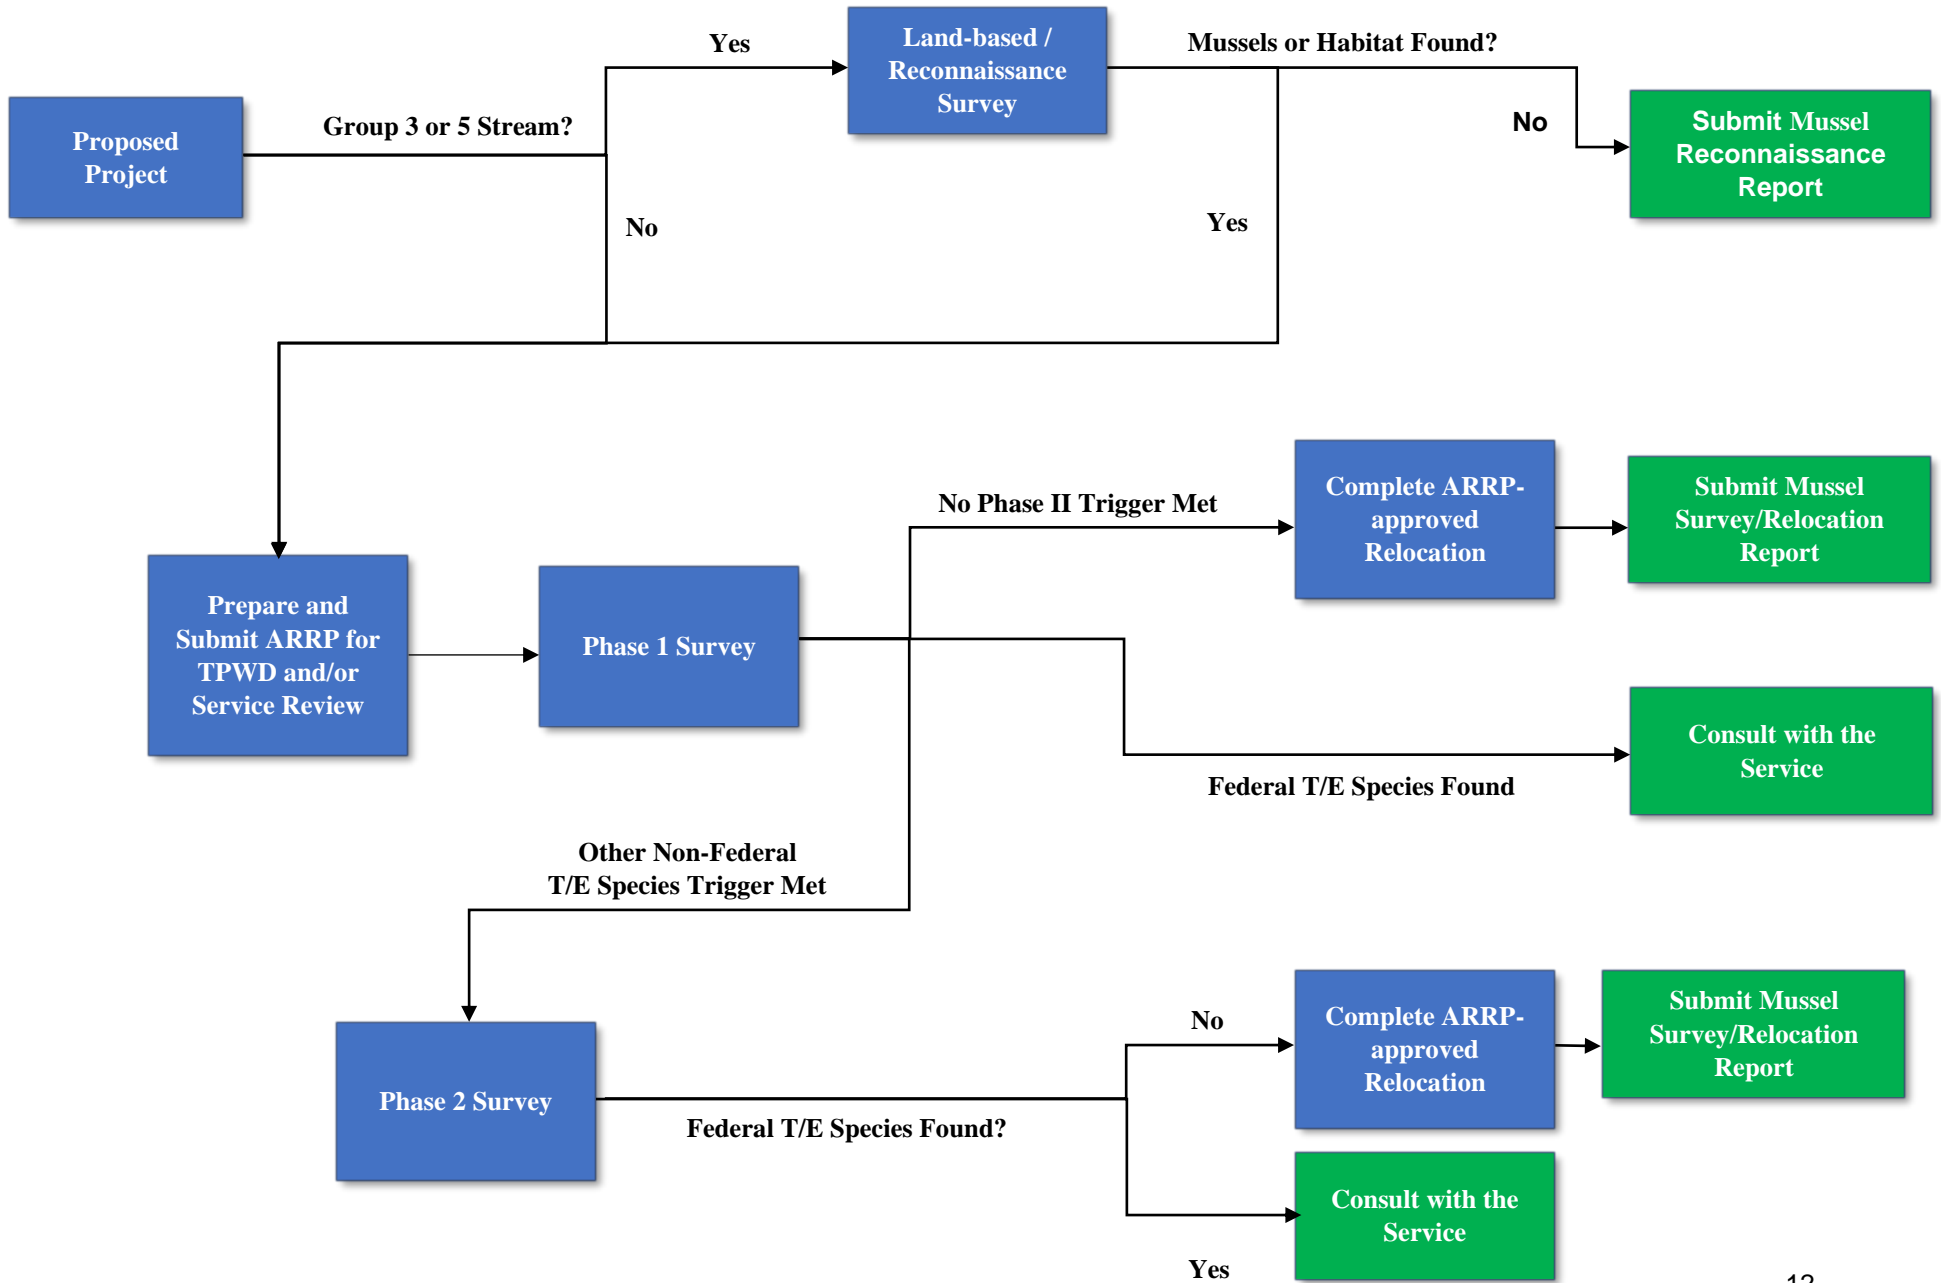 Yes
Land-based /
Reconnaissance
Survey
Mussels or Habitat Found?
Proposed
Project
Group 3 or 5 Stream?
No
Submit Mussel
Reconnaissance
Report
No
Yes
No Phase II Trigger Met
Complete ARRP-
approved
Relocation
Submit Mussel
Survey/Relocation
Report
Prepare and
Submit ARRP for
TPWD and/or
Service Review
Phase 1 Survey
Consult with the
Service
Federal T/E Species Found
Other Non-Federal
T/E Species Trigger Met
Phase 2 Survey
No
Complete ARRP-
approved
Relocation
Submit Mussel
Survey/Relocation
Report
Federal T/E Species Found?
Consult with the
Service
Yes
12